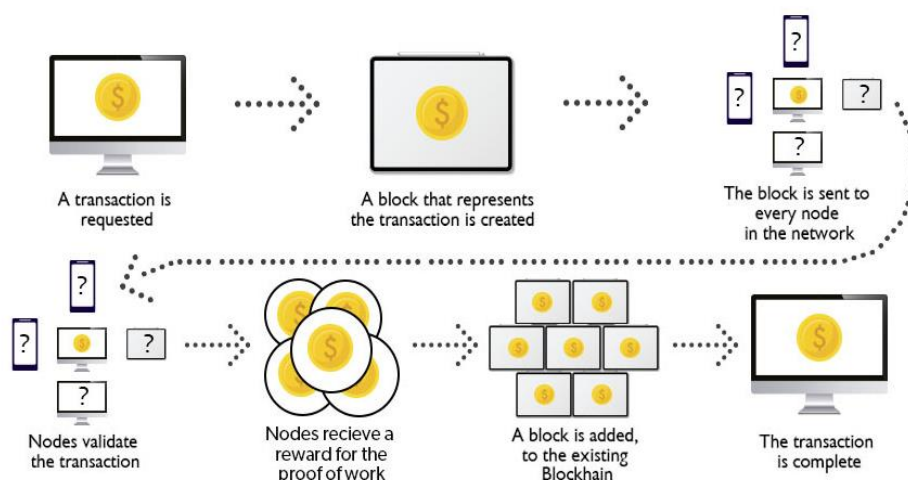 $
$
?
?
$
?
?
A transaction is
requested
A block that represents
the transaction is created
The block is sent to
every node
in the network
?
?
$
?
?
$
$
$
$
$
$
$
$
$
$
$
$
$
Nodes validate
the transaction
Nodes recieve a
reward for the
proof of work
A block is added,
to the existing
Blockhain
The transaction
is complete